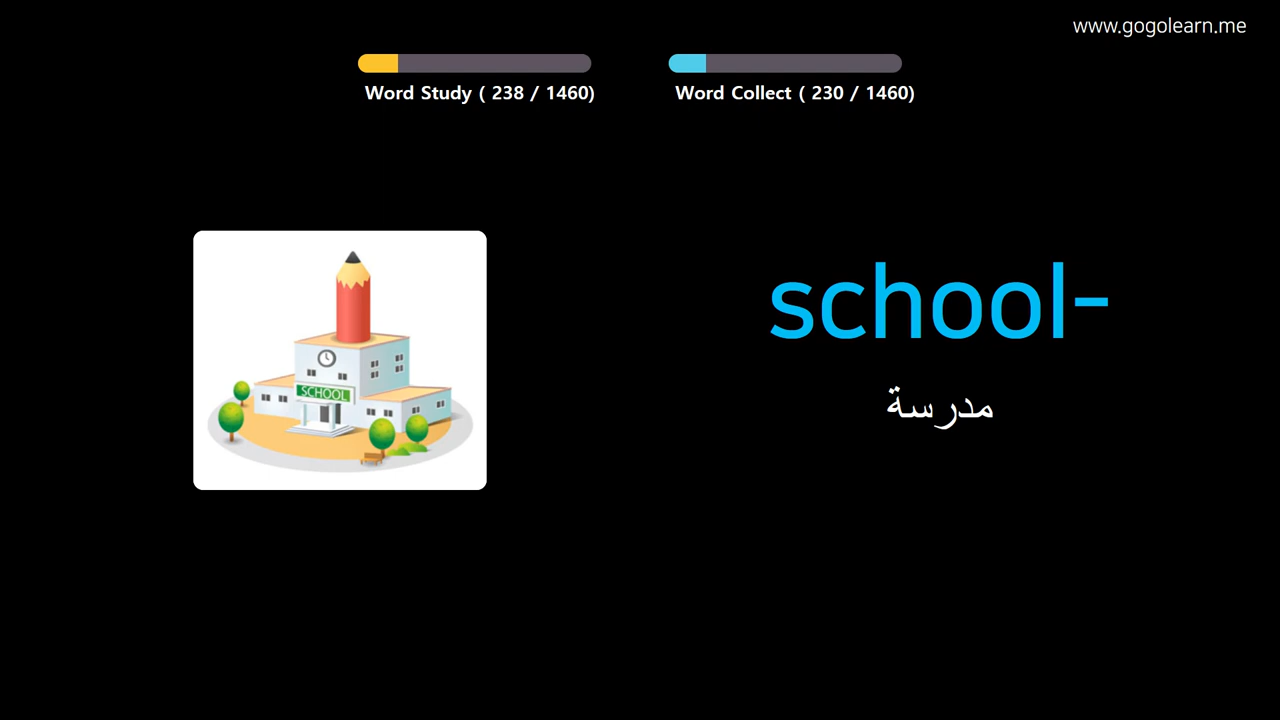 www.gogolearn.me
Word Study ( 238 / 1460)
Word Collect ( 230 / 1460)
SCHOOL
school-
مدرسة